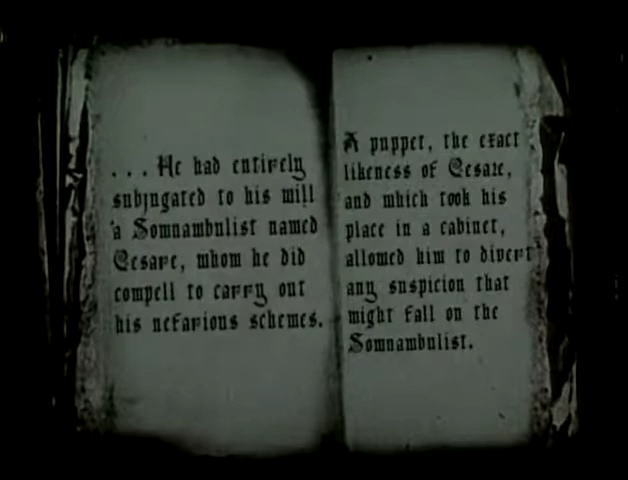 ... He had entirely
subjugated to his will
a Somnambulist named
Cesare, whom he did
compell to carry out
his nefarious schemes.
A puppet, the exact
likeness of Cesare,
and which took his
place in a cabinet,
allowed him to divert
any suspicion that
might fall on the
Somnambulist.